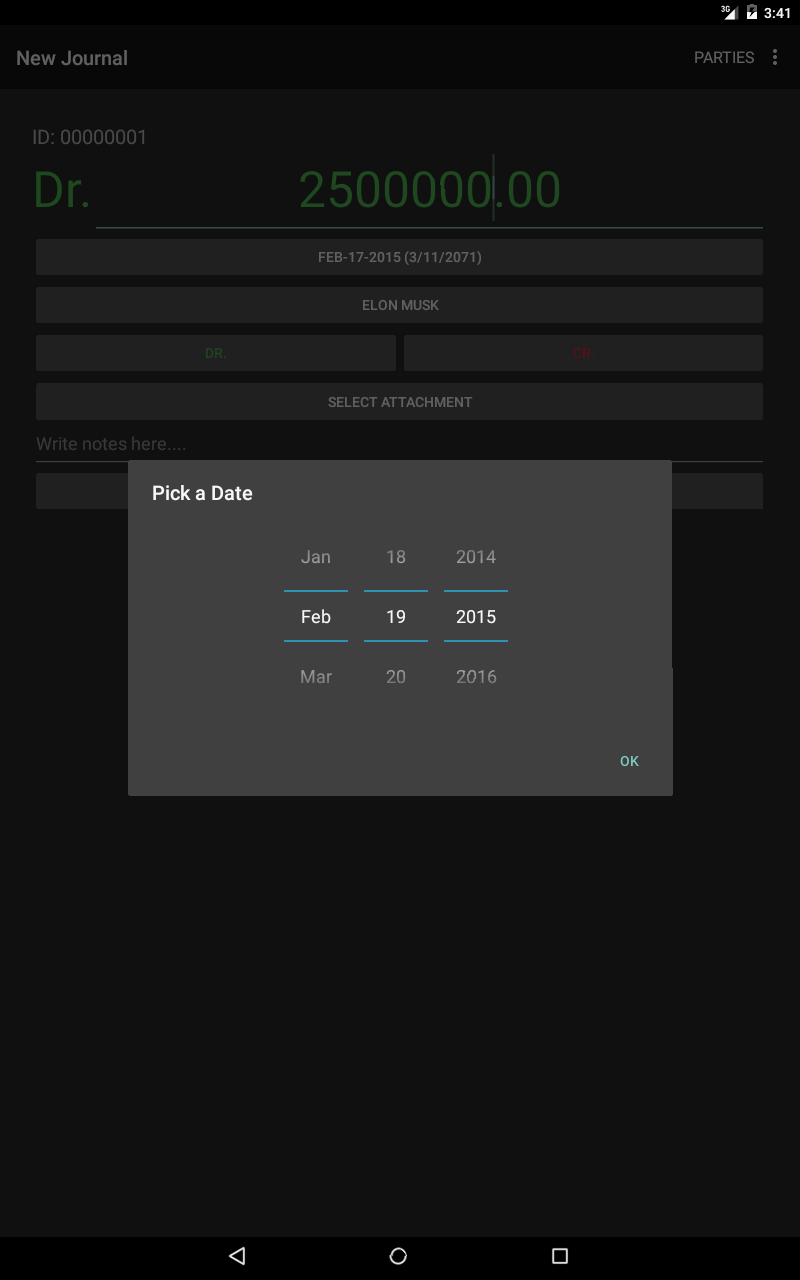 3G 3:41
New Journal PARTIES
ID: 00000001
Dr. 2500000.00
FEB-17-2015 (3/11/2071)
ELON MUSK
DR. CR.
SELECT ATTACHMENT
Write notes here....
Pick a Date
Jan 18 2014
Feb 19 2015
Mar 20 2016
OK